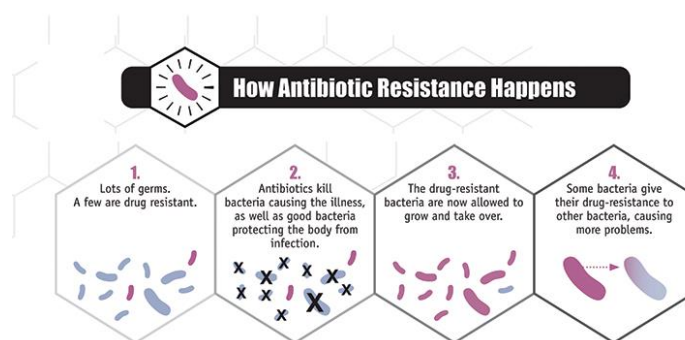 How Antibiotic Resistance Happens
1.
Lots of germs.
A few are drug resistant.
2.
Antibiotics kill
bacteria causing the illness,
as well as good bacteria
protecting the body from
infection.
X X X X X X X X X X X
3.
The drug-resistant
bacteria are now allowed to
grow and take over.
4.
Some bacteria give
their drug-resistance to
other bacteria, causing
more problems.